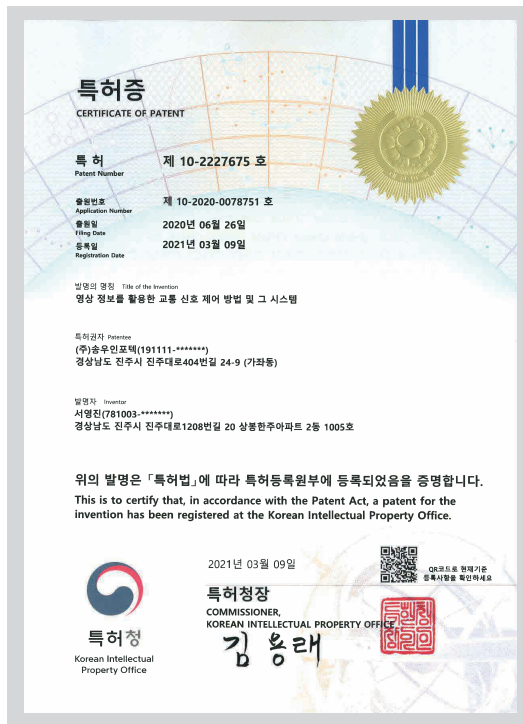 특허증
CERTIFICATE OF PATENT
특 허
Patent Number
제 10-2227675 호
출원번호
Application Number
제 10-2020-0078751 호
출원일
Filing Date
2020년 06월 26일
등록일
Registration Date
2021년 03월 09일
발명의 명칭 Title of the Invention
영상 정보를 활용한 교통 신호 제어 방법 및 그 시스템
특허권자 Patentee
(주)송우인포텍(191111-*******)
경상남도 진주시 진주대로404번길 24-9 (가좌동)
발명자 Inventor
서영진(781003-*******)
경상남도 진주시 진주대로1208번길 20 상봉한주아파트 2동 1005호
위의 발명은 「특허법」에 따라 특허등록원부에 등록되었음을 증명합니다.
This is to certify that, in accordance with the Patent Act, a patent for the
invention has been registered at the Korean Intellectual Property Office.
2021년 03월 09일
QR코드로 현재기준
등록사항을 확인하세요
특허청장
COMMISSIONER,
KOREAN INTELLECTUAL PROPERTY OFFICE
김용래
특허청
Korean Intellectual
Property Office